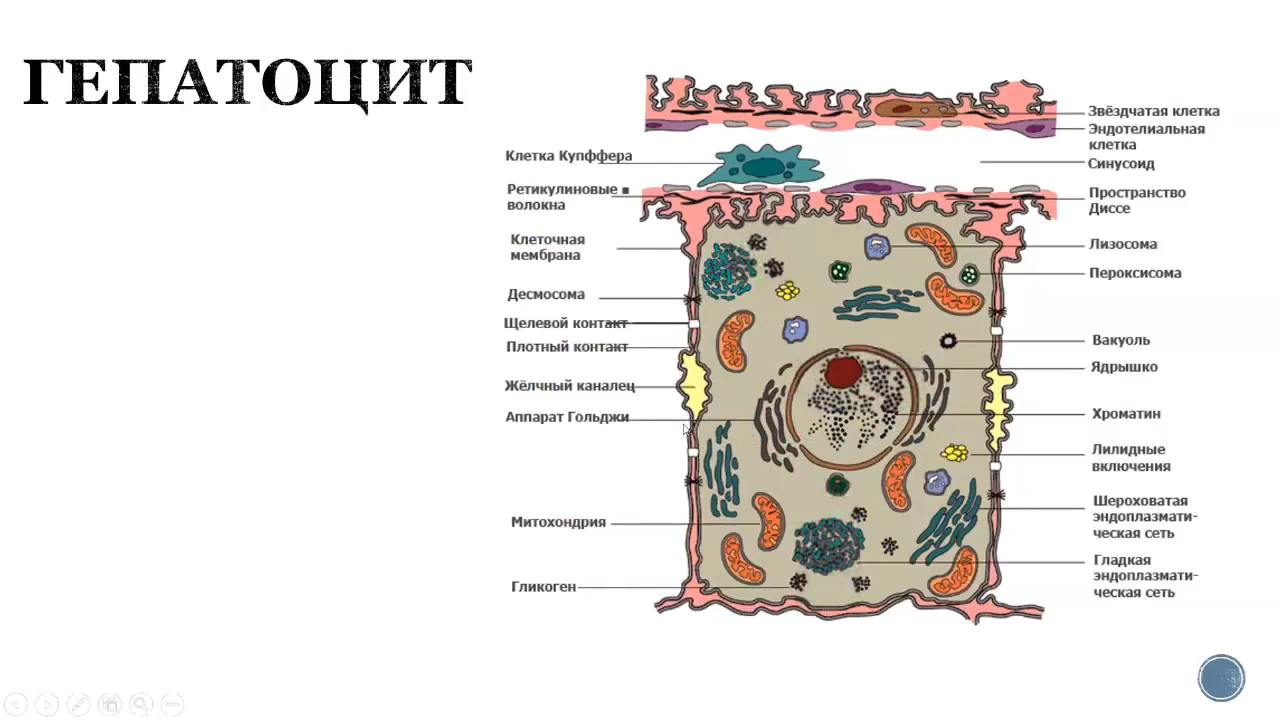 ГЕПАТОЦИТ
Клетка Купффера
Ретикулиновые
волокна
Клеточная
мембрана
Десмосома
Щелевой контакт
Плотный контакт
Жёлчный каналец
Аппарат Гольджи
Митохондрия
Гликоген
Звёздчатая клетка
Эндотелиальная
клетка
Синусоид
Пространство
Диссе
Лизосома
Пероксисома
Вакуоль
Ядрышко
Хроматин
Лилидные
включения
Шероховатая
эндоплазмати-
ческая сеть
Гладкая
эндоплазмати-
ческая сеть